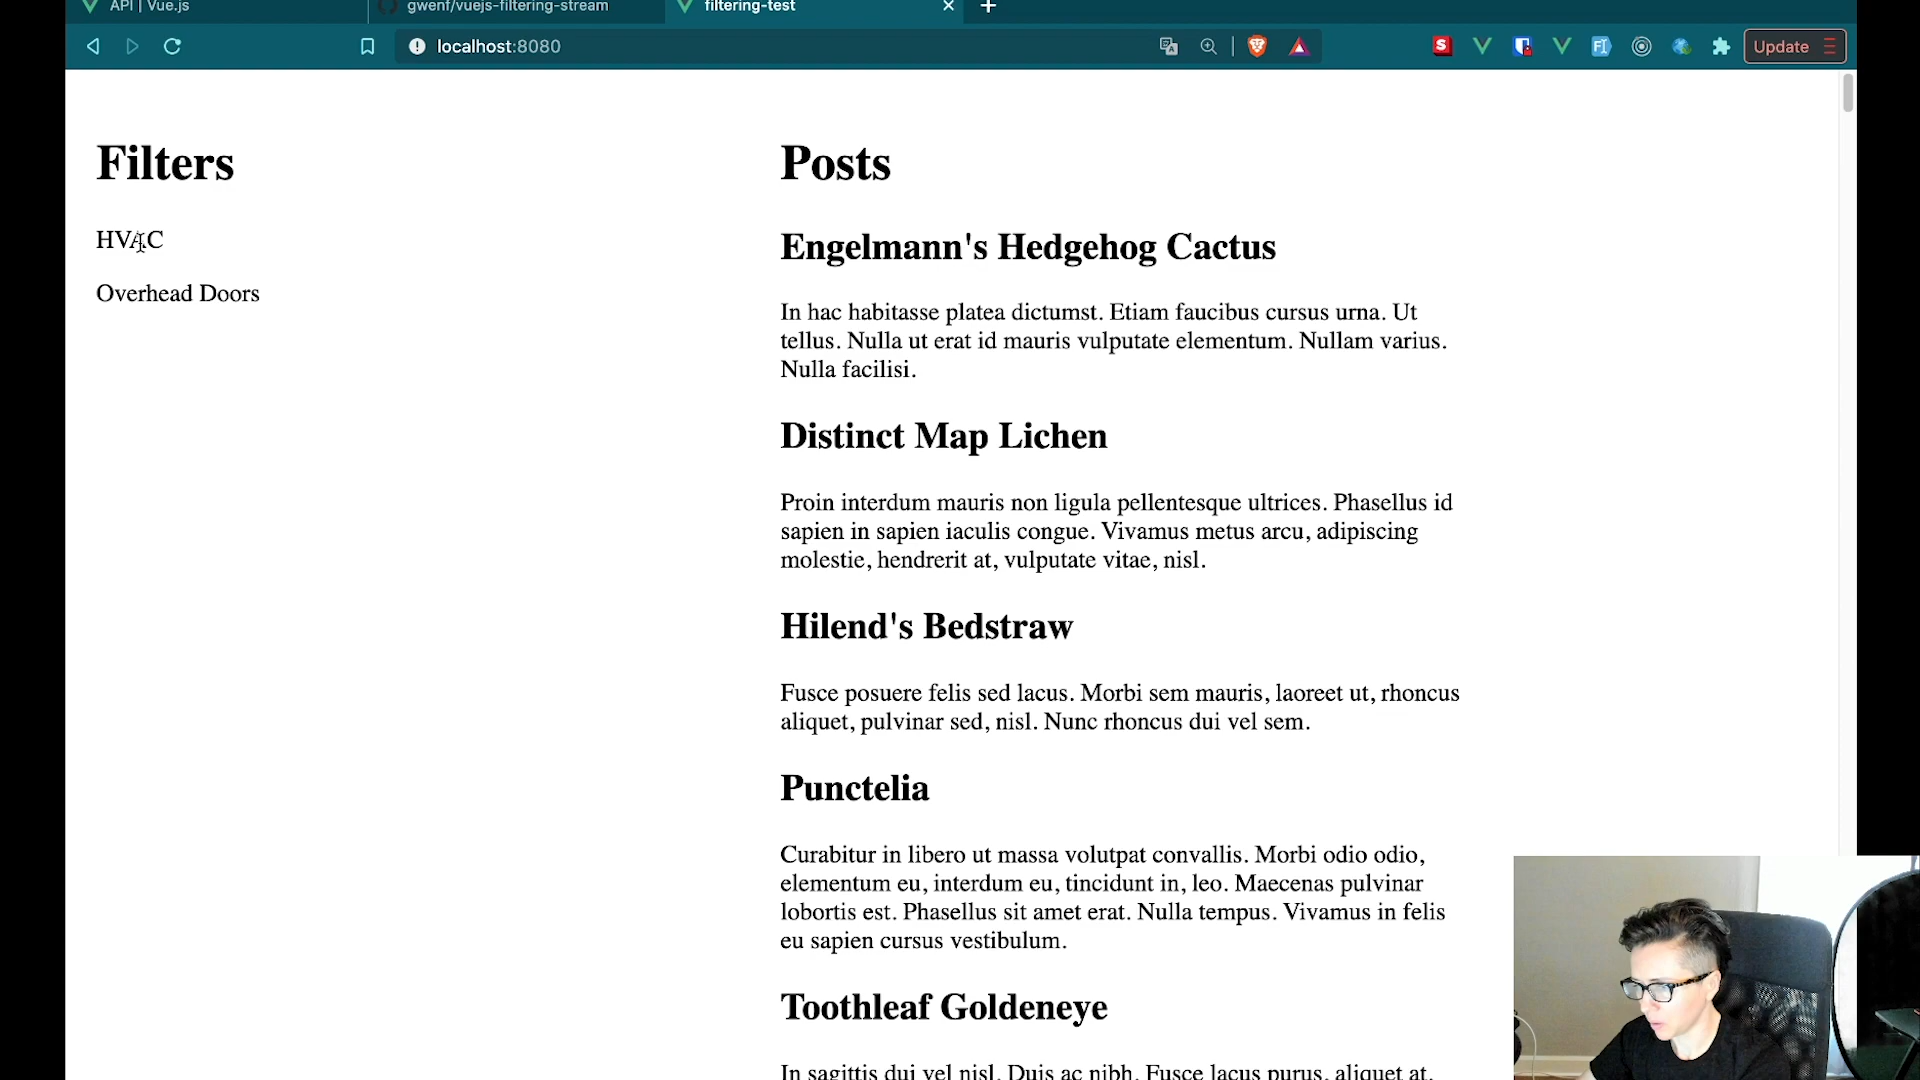 API | Vue.js
gwenf/vuejs-filtering-stream
filtering-test
localhost:8080
Update
Filters
HVAC
Overhead Doors
Posts
Engelmann's Hedgehog Cactus
In hac habitasse platea dictumst. Etiam faucibus cursus urna. Ut
tellus. Nulla ut erat id mauris vulputate elementum. Nullam varius.
Nulla facilisi.
Distinct Map Lichen
Proin interdum mauris non ligula pellentesque ultrices. Phasellus id
sapien in sapien iaculis congue. Vivamus metus arcu, adipiscing
molestie, hendrerit at, vulputate vitae, nisl.
Hilend's Bedstraw
Fusce posuere felis sed lacus. Morbi sem mauris, laoreet ut, rhoncus
aliquet, pulvinar sed, nisl. Nunc rhoncus dui vel sem.
Punctelia
Curabitur in libero ut massa volutpat convallis. Morbi odio odio,
elementum eu, interdum eu, tincidunt in, leo. Maecenas pulvinar
lobortis est. Phasellus sit amet erat. Nulla tempus. Vivamus in felis
eu sapien cursus vestibulum.
Toothleaf Goldeneye
In sagittis dui vel nisl. Duis ac nibh. Fusce lacus purus, aliquet at,